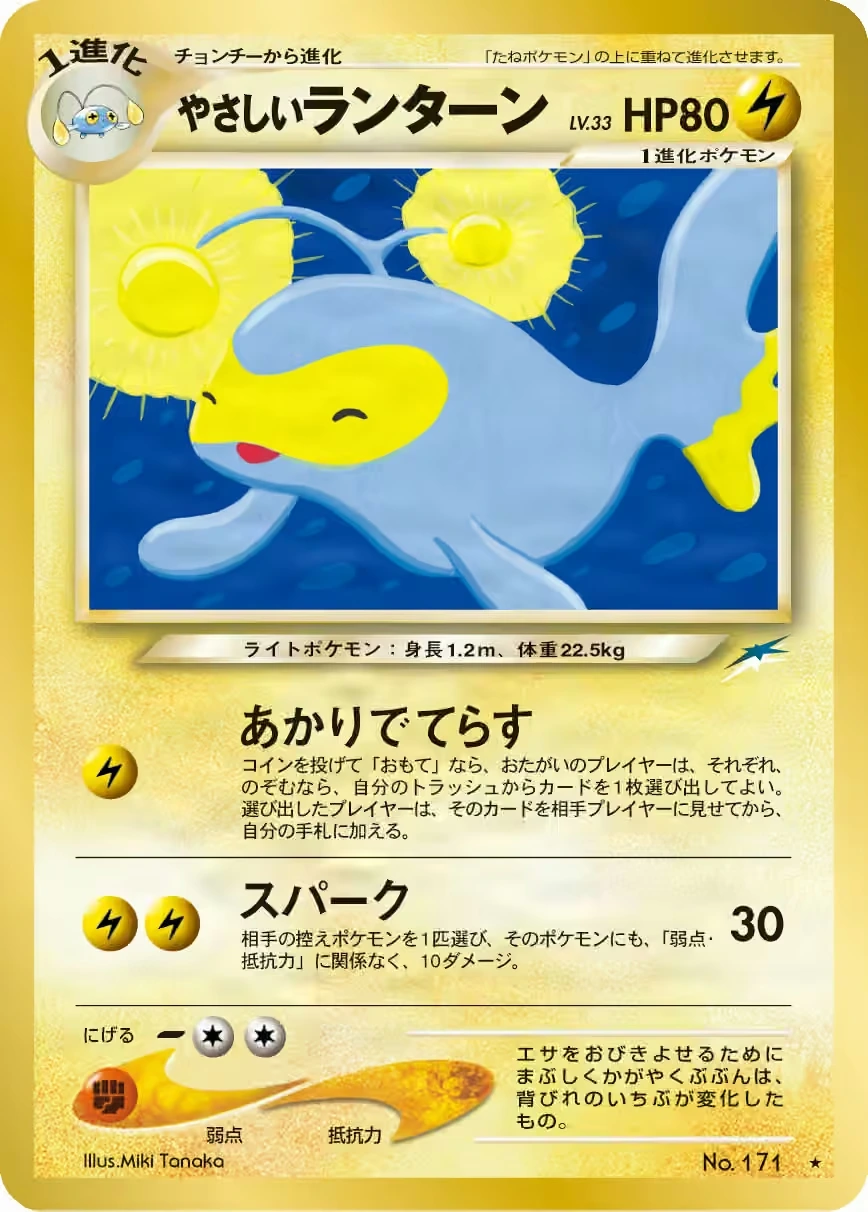 1進化
チョンチーから進化
「たねポケモン」の上に重ねて進化させます。
やさしいランターン LV.33 HP80
1進化ポケモン
ライトポケモン：身長1.2m、体重22.5kg
あかりで てらす
コインを投げて「おもて」なら、おたがいのプレイヤーは、それぞれ、
のぞむなら、自分のトラッシュからカードを1枚選び出してよい。
選び出したプレイヤーは、そのカードを相手プレイヤーに見せてから、
自分の手札に加える。
スパーク 30
相手の控えポケモンを1匹選び、そのポケモンにも、「弱点・
抵抗力」に関係なく、10ダメージ。
にげる
弱点
抵抗力
エサをおびきよせるために
まぶしくかがやくぶぶんは、
背びれのいちぶが変化した
もの。
Illus.Miki Tanaka
No. 171 ★